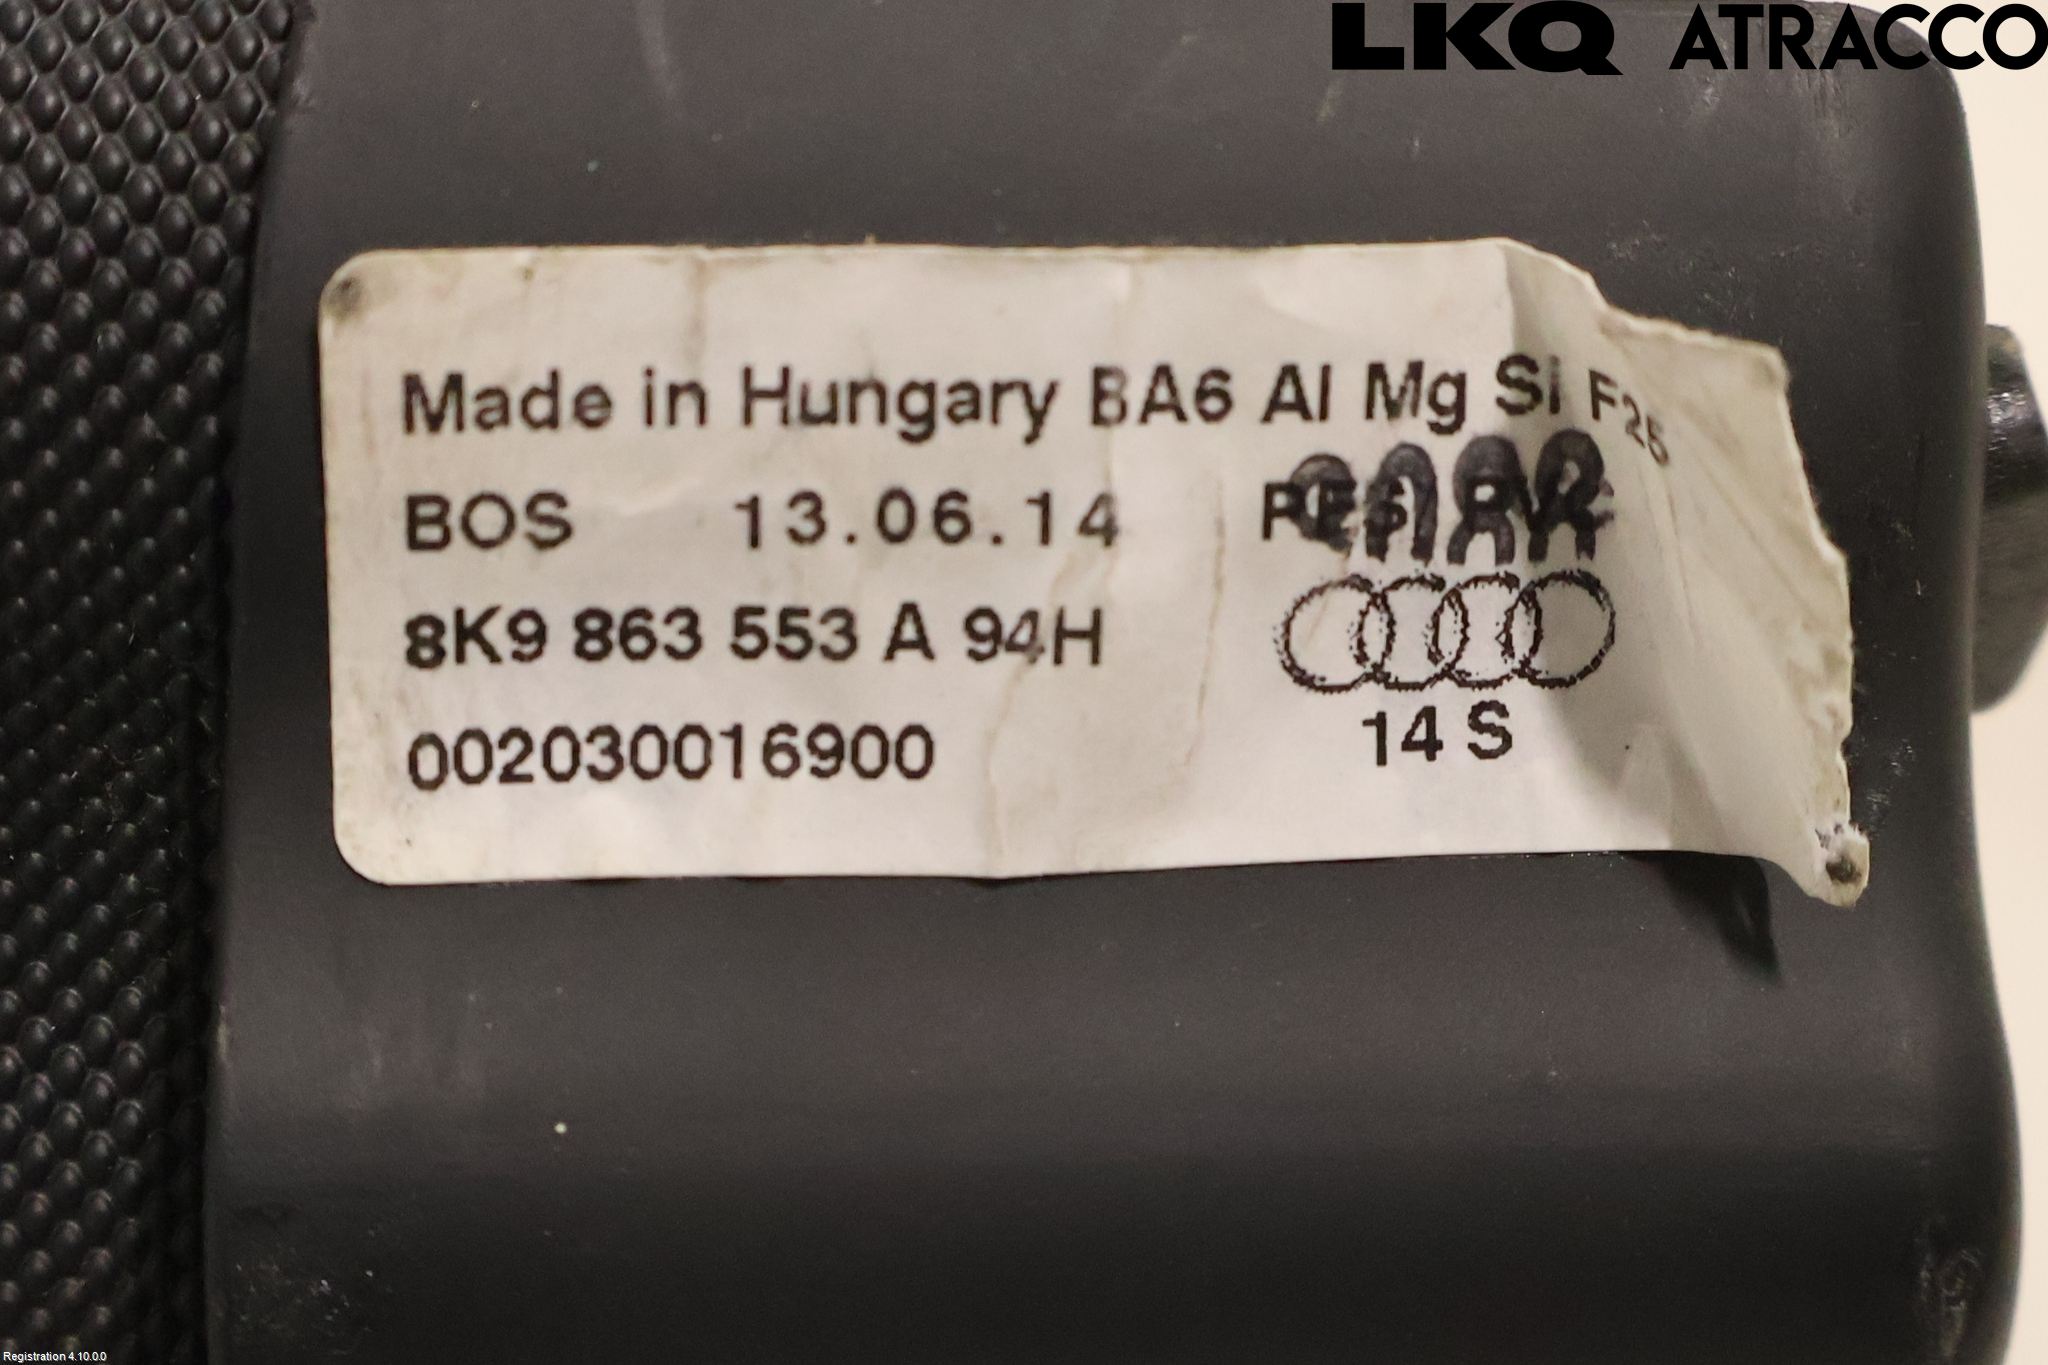 LKQ ATRACCO
Made in Hungary BA6 Al Mg Si F25
BOS 13.06.14
8K9 863 553 A 94H
002030016900
14 S
Registration 4.10.0.0